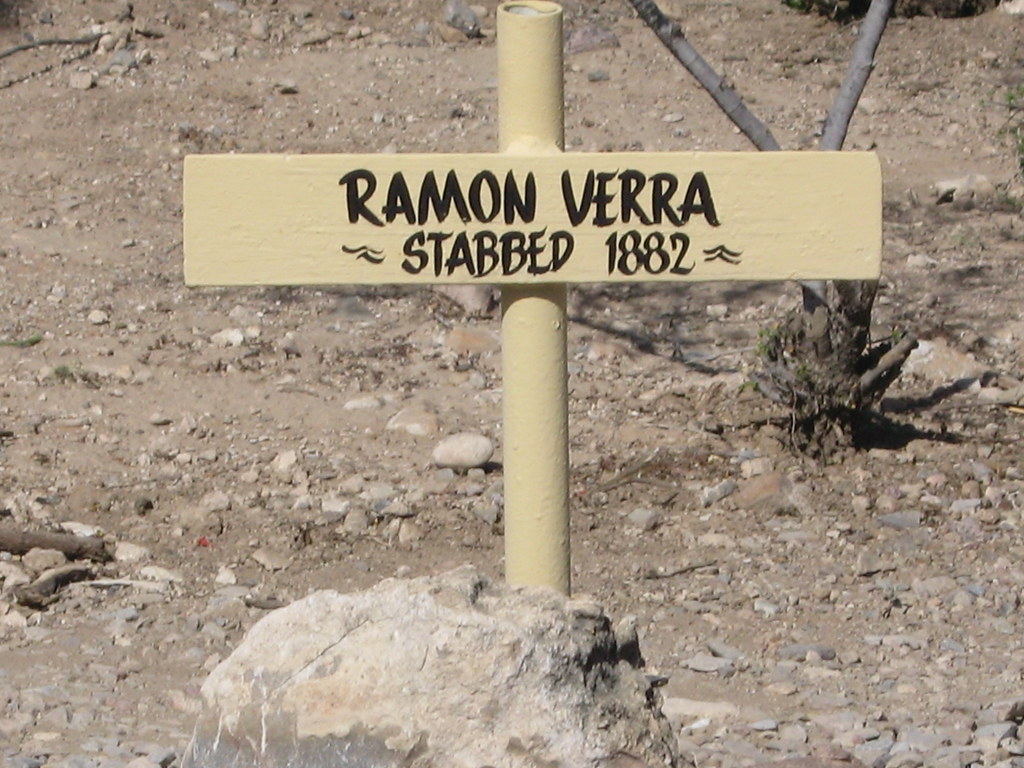 RAMON VERRA
~ STABBED 1882 ~